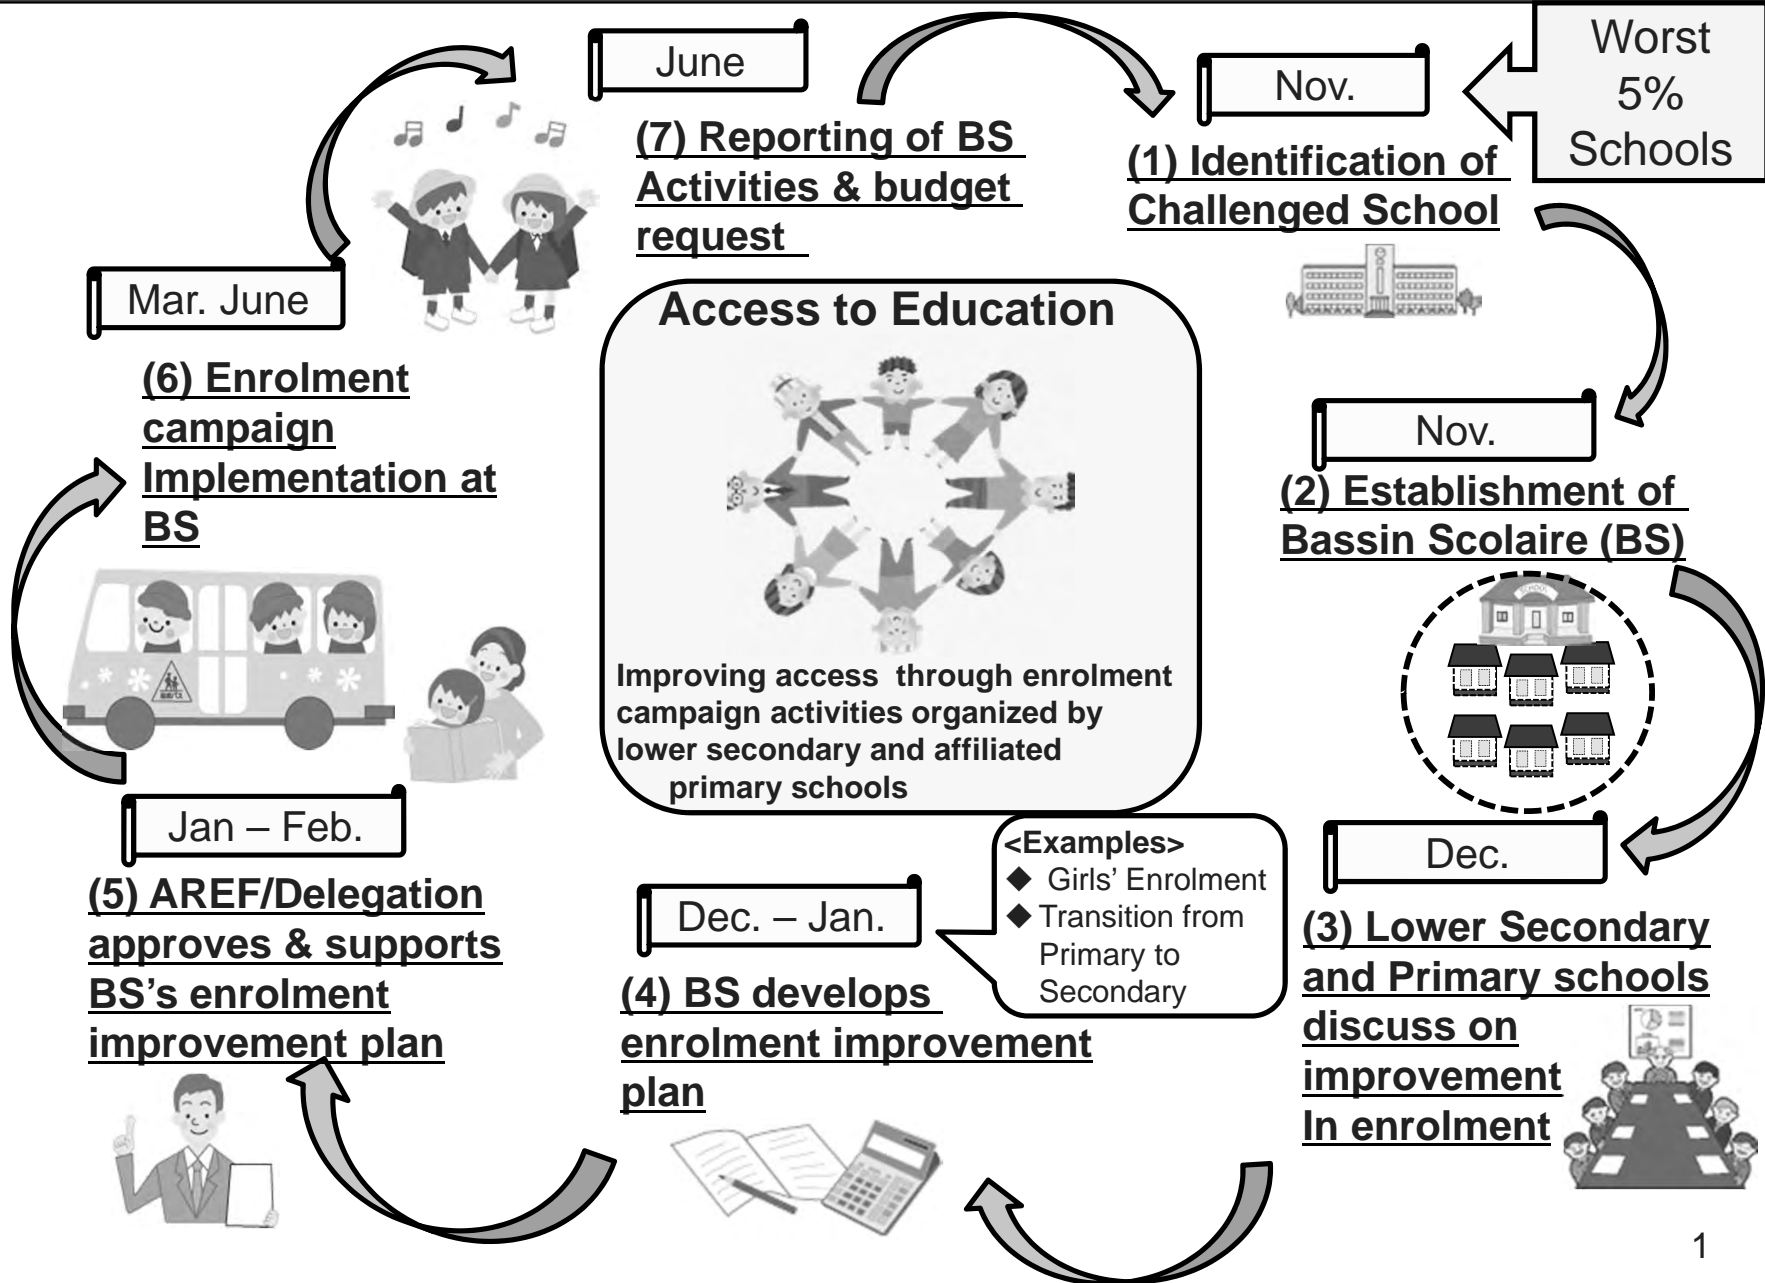 Worst
5%
Schools
Nov.
(1) Identification of
Challenged School
Nov.
(2) Establishment of
Bassin Scolaire (BS)
SCHOOL
Dec.
(3) Lower Secondary
and Primary schools
discuss on
improvement
In enrolment
Dec. – Jan.
(4) BS develops
enrolment improvement
plan
<Examples>
◆ Girls’ Enrolment
◆ Transition from
Primary to
Secondary
Jan – Feb.
(5) AREF/Delegation
approves & supports
BS’s enrolment
improvement plan
Mar. June
(6) Enrolment
campaign
Implementation at
BS
June
(7) Reporting of BS
Activities & budget
request
Access to Education
Improving access through enrolment
campaign activities organized by
lower secondary and affiliated
primary schools
1